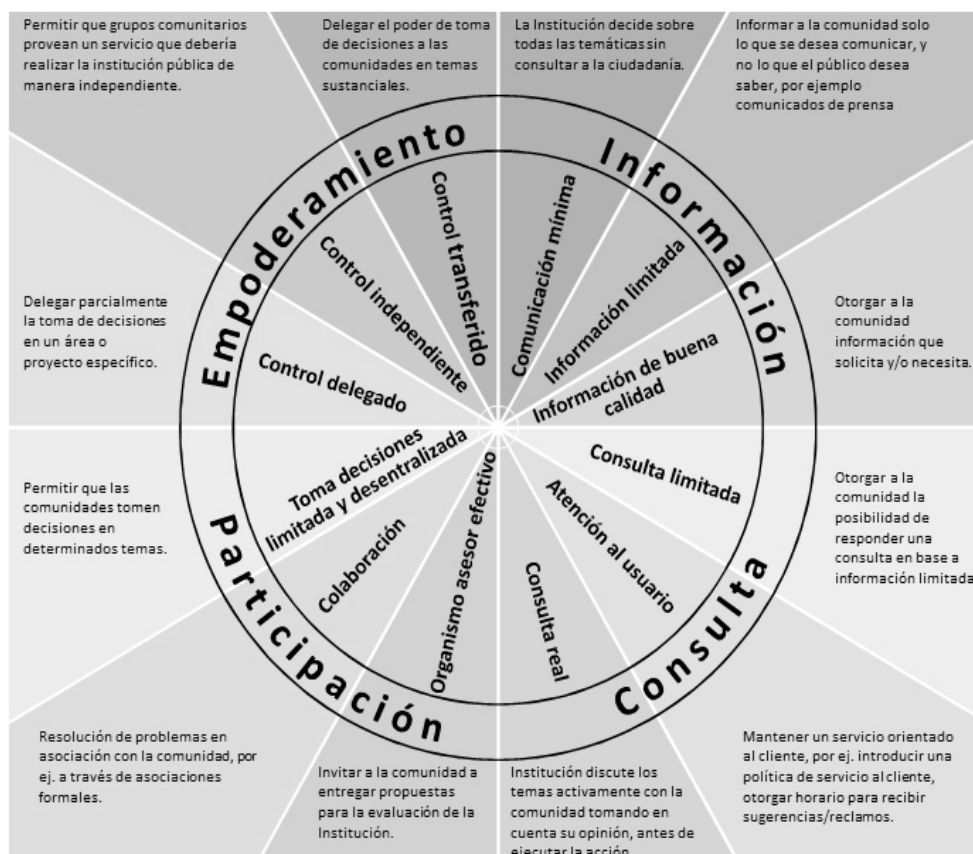 Permitir que grupos comunitarios
provean un servicio que debería
realizar la institución pública de
manera independiente.
Delegar el poder de toma
de decisiones a las
comunidades en temas
sustanciales.
La Institución decide sobre
todas las temáticas sin
consultar a la ciudadanía.
Informar a la comunidad solo
lo que se desea comunicar, y
no lo que el público desea
saber, por ejemplo
comunicados de prensa
Empoderamiento
Información
Control transferido
Comunicación mínima
Control independiente
Información limitada
Delegar parcialmente
la toma de decisiones
en un área o
proyecto específico.
Control delegado
Información de buena
calidad
Otorgar a la
comunidad
información que
solicita y/o necesita.
Permitir que las
comunidades tomen
decisiones en
determinados temas.
Toma decisiones
limitada y desentralizada
Consulta limitada
Otorgar a la
comunidad la
posibilidad de
responder una
consulta en base a
información limitada
Colaboración
Organismo asesor efectivo
Consulta real
Atención al usuario
Participación
Consulta
Resolución de problemas en
asociación con la comunidad, por
ej. a través de asociaciones
formales.
Invitar a la comunidad a
entregar propuestas
para la evaluación de la
Institución.
Institución discute los
temas activamente con la
comunidad tomando en
cuenta su opinión, antes de
ejecutar la acción
Mantener un servicio orientado
al cliente, por ej. introducir una
política de servicio al cliente,
otorgar horario para recibir
sugerencias/reclamos.